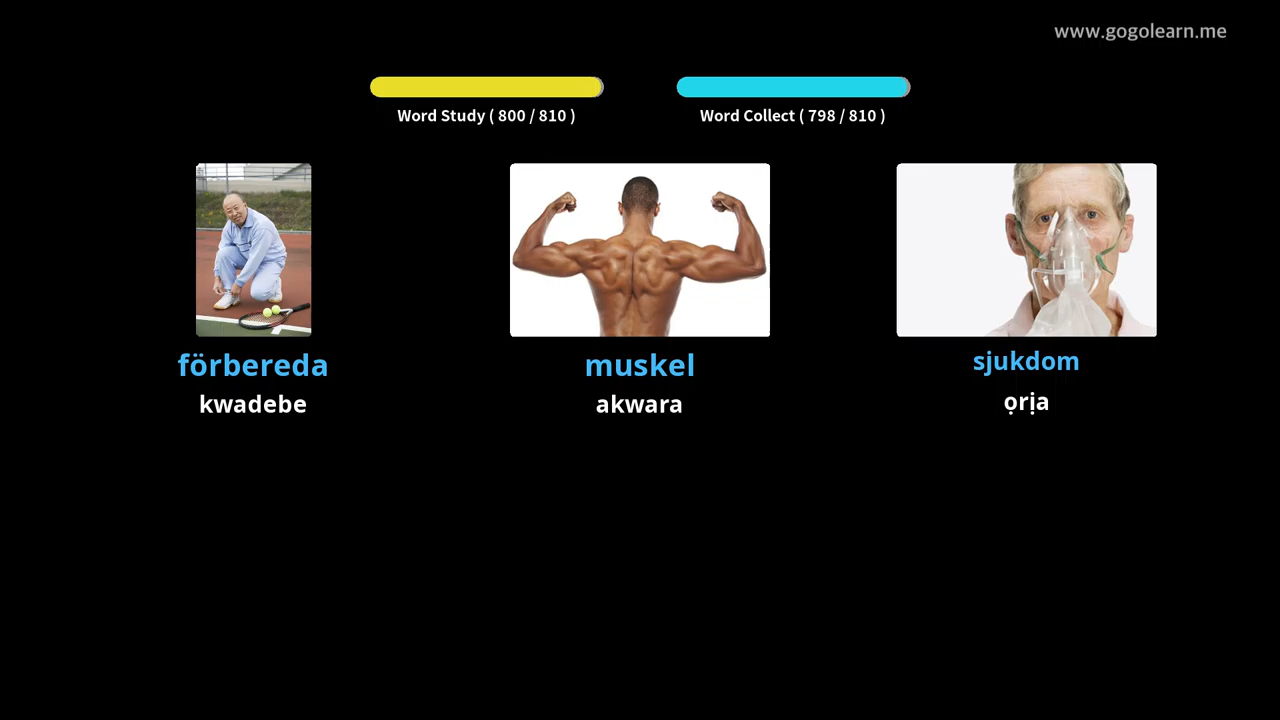 www.gogolearn.me
Word Study ( 800 / 810 )
Word Collect ( 798 / 810 )
förbereda
kwadebe
muskel
akwara
sjukdom
ọrịa